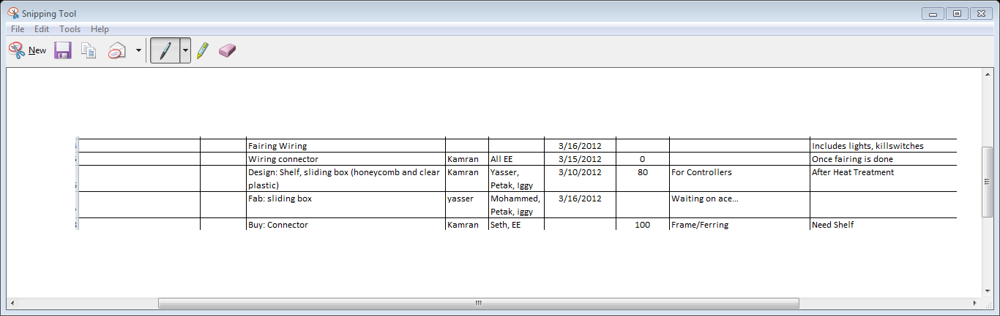 Snipping Tool
File Edit Tools Help
New
Fairing Wiring 3/16/2012 Includes lights, killswitches
Wiring connector Kamran All EE 3/15/2012 0 Once fairing is done
Design: Shelf, sliding box (honeycomb and clear Kamran Yasser, 3/10/2012 80 For Controllers After Heat Treatment
plastic) Petak, Iggy
Fab: sliding box yasser Mohammed, 3/16/2012 Waiting on ace...
Petak, iggy
Buy: Connector Kamran Seth, EE 100 Frame/Ferring Need Shelf